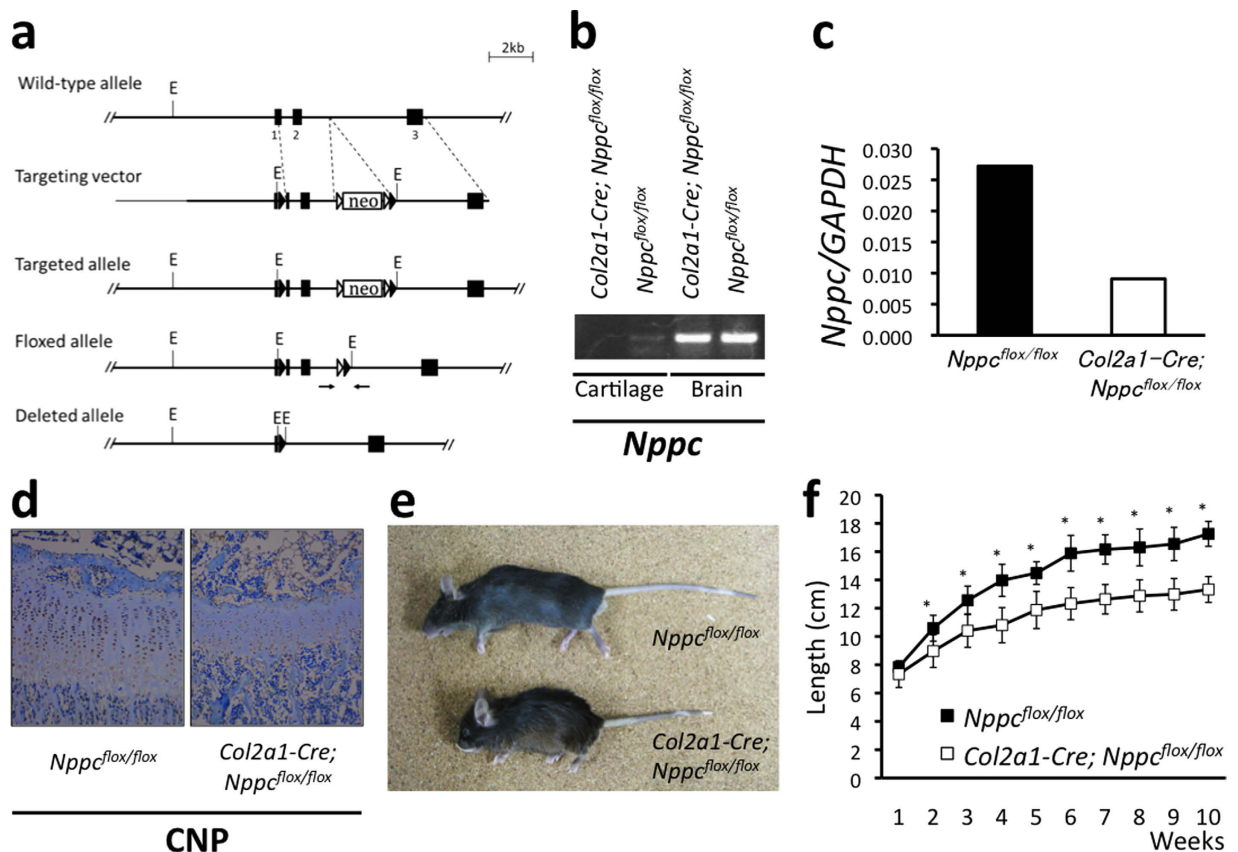 a
2kb
Wild-type allele
E
1 2 3
Targeting vector
E E
neo
Targeted allele
E E E
neo
Floxed allele
E E E
Deleted allele
E EE
b
Col2a1-Cre; Nppcflox/flox
Nppcflox/flox
Col2a1-Cre; Nppcflox/flox
Nppcflox/flox
Cartilage Brain
Nppc
c
Nppc/GAPDH
0.030
0.025
0.020
0.015
0.010
0.005
0.000
Nppcflox/flox
Col2a1-Cre;
Nppcflox/flox
d
Nppcflox/flox
Col2a1-Cre;
Nppcflox/flox
CNP
e
Nppcflox/flox
Col2a1-Cre;
Nppcflox/flox
f
Length (cm)
20
18
16
14
12
10
8
6
4
2
0
* * * * * * * * *
Nppcflox/flox
Col2a1-Cre; Nppcflox/flox
1 2 3 4 5 6 7 8 9 10
Weeks